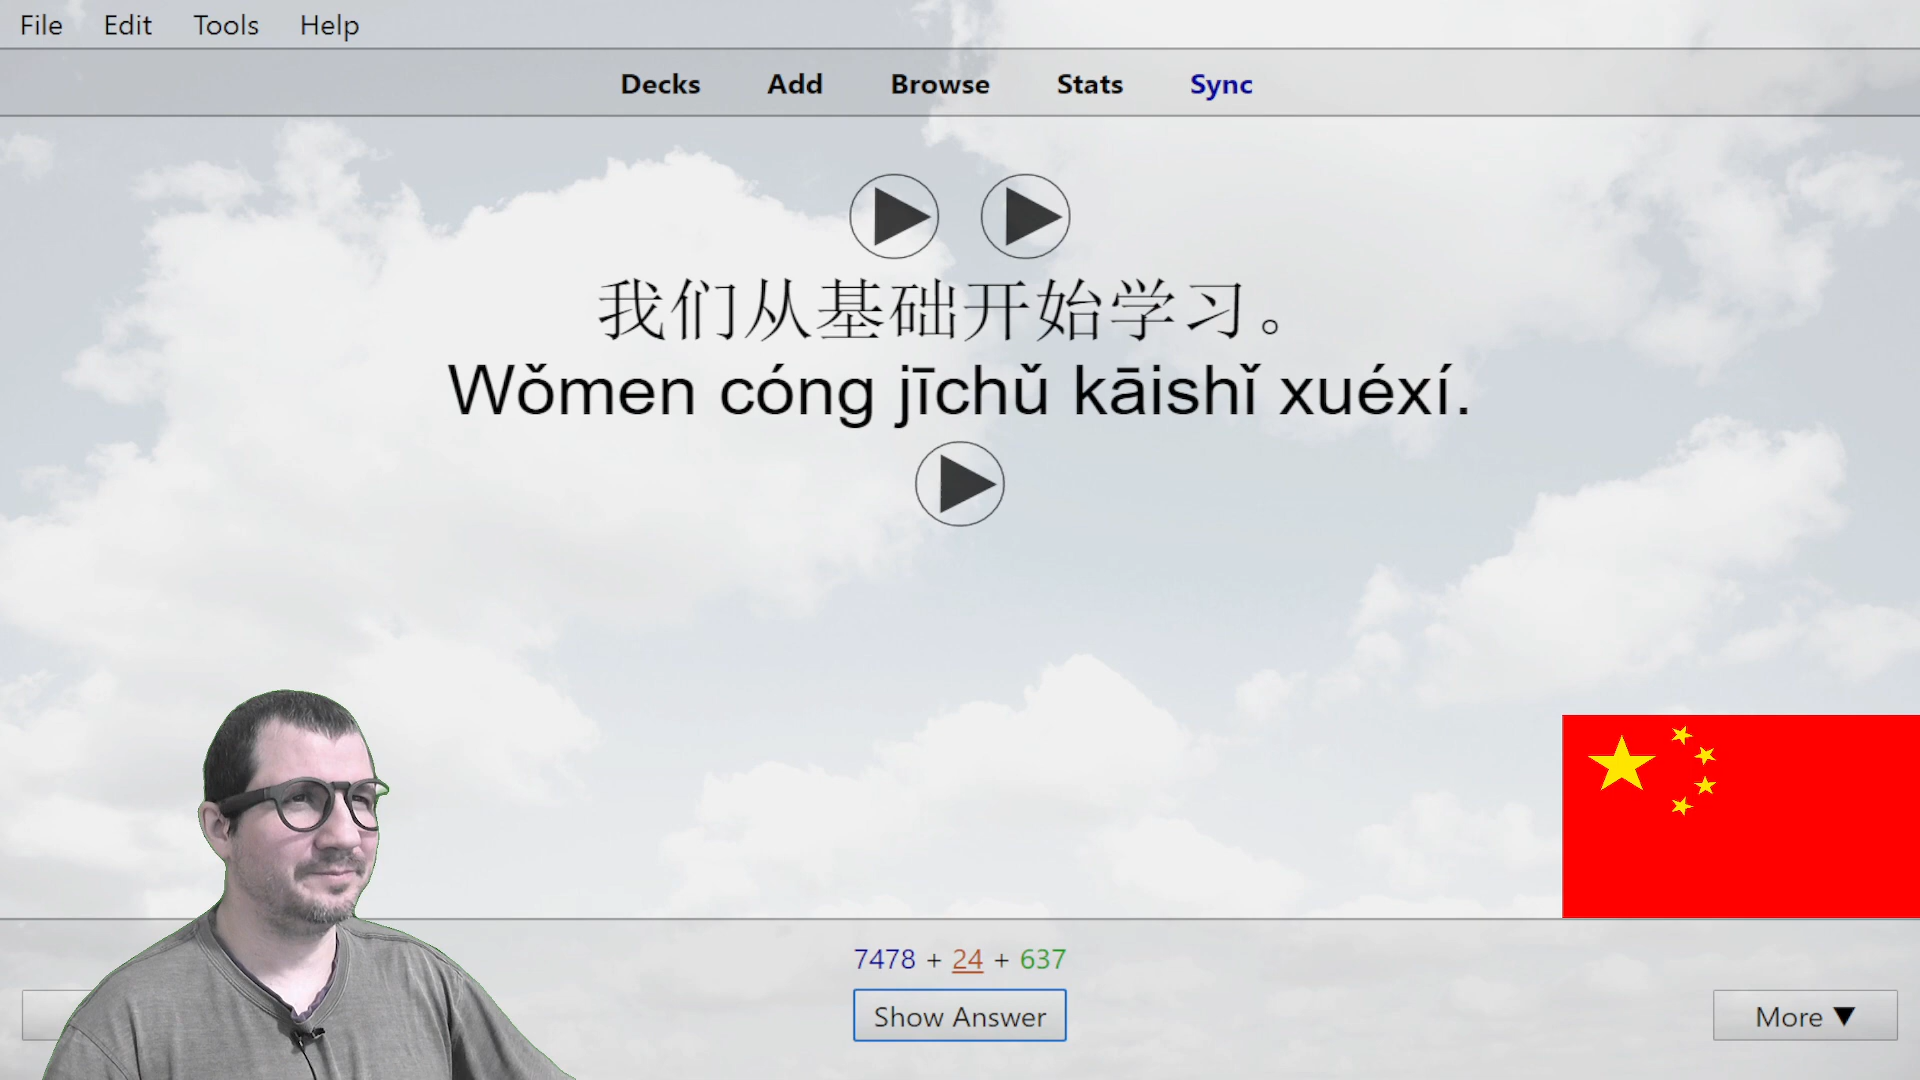 File Edit Tools Help
Decks Add Browse Stats Sync
我们从基础开始学习。
Wǒmen cóng jīchǔ kāishǐ xuéxí.
7478 + 24 + 637
Show Answer
More ▼